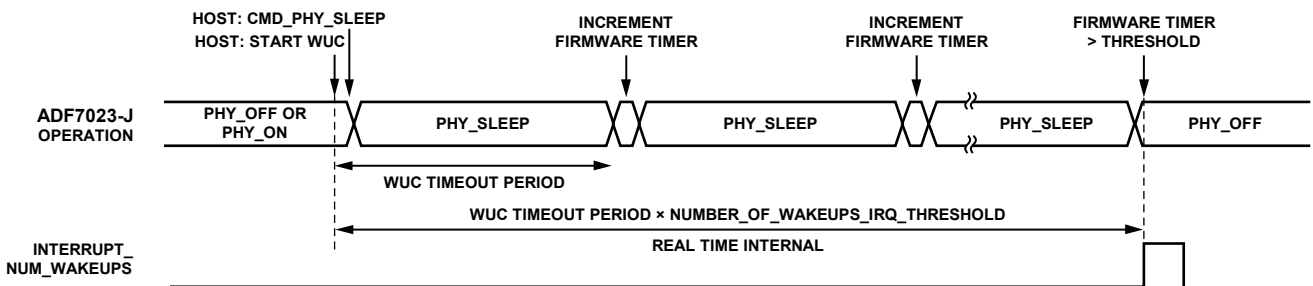 HOST: CMD_PHY_SLEEP
HOST: START WUC
INCREMENT
FIRMWARE TIMER
INCREMENT
FIRMWARE TIMER
FIRMWARE TIMER
> THRESHOLD
ADF7023-J
OPERATION
PHY_OFF OR
PHY_ON
PHY_SLEEP
PHY_SLEEP
PHY_SLEEP
PHY_OFF
WUC TIMEOUT PERIOD
WUC TIMEOUT PERIOD × NUMBER_OF_WAKEUPS_IRQ_THRESHOLD
REAL TIME INTERNAL
INTERRUPT_
NUM_WAKEUPS